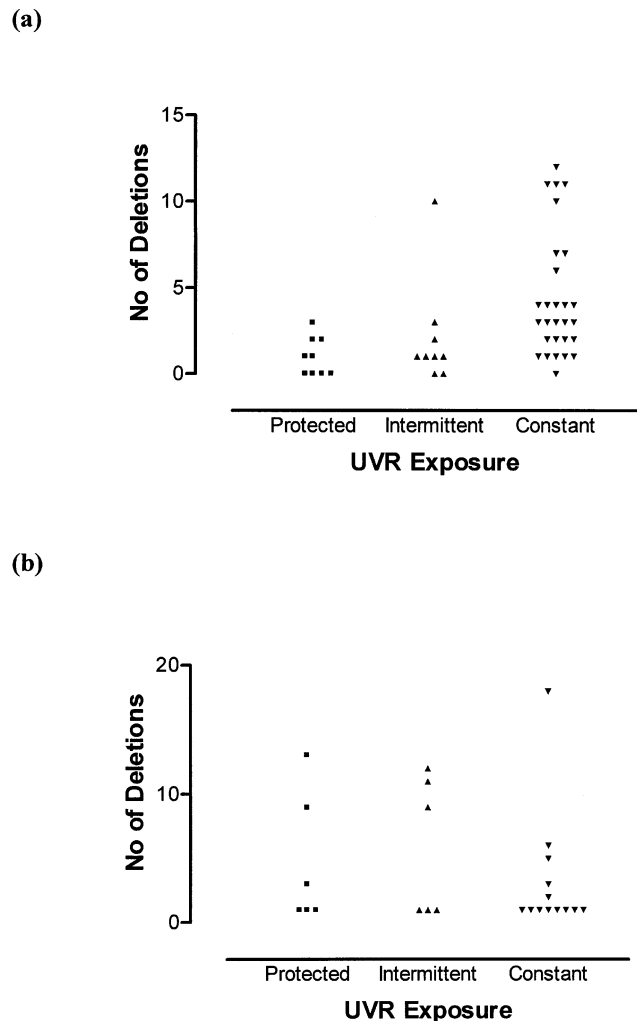 (a)
15
10
5
0
No of Deletions
Protected Intermittent Constant
UVR Exposure
(b)
20
10
0
No of Deletions
Protected Intermittent Constant
UVR Exposure